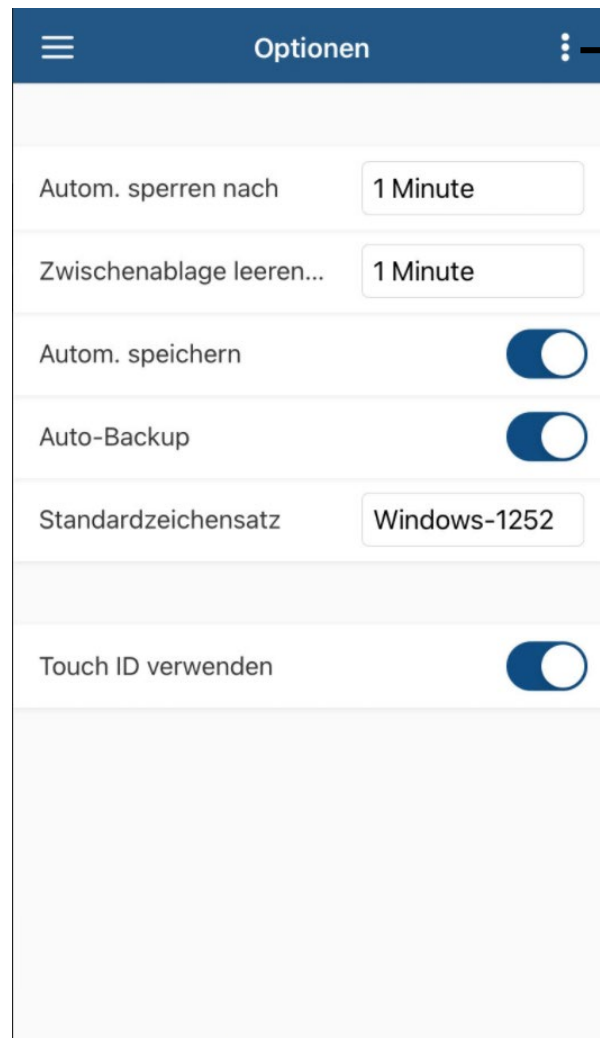 Optionen
Autom. sperren nach 1 Minute
Zwischenablage leeren... 1 Minute
Autom. speichern
Auto-Backup
Standardzeichensatz Windows-1252
Touch ID verwenden